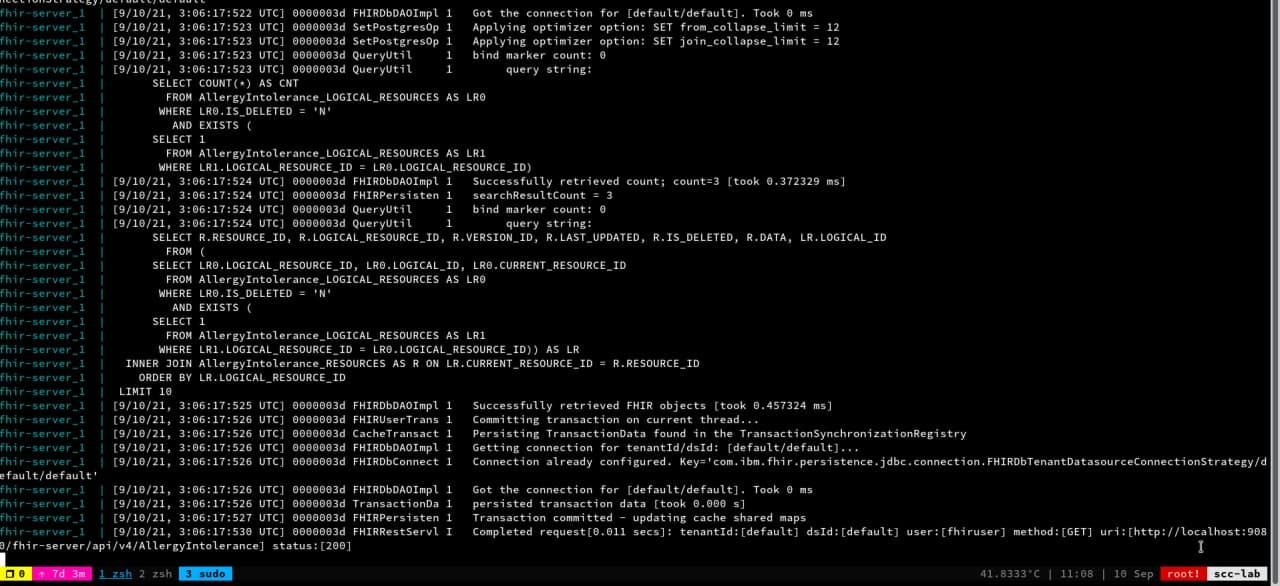 nectionStrategy/default/default
fhir-server_1  | [9/10/21, 3:06:17:522 UTC] 0000003d FHIRDbDAOImpl 1   Got the connection for [default/default]. Took 0 ms
fhir-server_1  | [9/10/21, 3:06:17:523 UTC] 0000003d SetPostgresOp 1   Applying optimizer option: SET from_collapse_limit = 12
fhir-server_1  | [9/10/21, 3:06:17:523 UTC] 0000003d SetPostgresOp 1   Applying optimizer option: SET join_collapse_limit = 12
fhir-server_1  | [9/10/21, 3:06:17:523 UTC] 0000003d QueryUtil     1   bind marker count: 0
fhir-server_1  | [9/10/21, 3:06:17:523 UTC] 0000003d QueryUtil     1        query string:
fhir-server_1  |       SELECT COUNT(*) AS CNT
fhir-server_1  |         FROM AllergyIntolerance_LOGICAL_RESOURCES AS LR0
fhir-server_1  |        WHERE LR0.IS_DELETED = 'N'
fhir-server_1  |          AND EXISTS (
fhir-server_1  |       SELECT 1
fhir-server_1  |         FROM AllergyIntolerance_LOGICAL_RESOURCES AS LR1
fhir-server_1  |        WHERE LR1.LOGICAL_RESOURCE_ID = LR0.LOGICAL_RESOURCE_ID)
fhir-server_1  | [9/10/21, 3:06:17:524 UTC] 0000003d FHIRDbDAOImpl 1   Successfully retrieved count; count=3 [took 0.372329 ms]
fhir-server_1  | [9/10/21, 3:06:17:524 UTC] 0000003d FHIRPersisten 1   searchResultCount = 3
fhir-server_1  | [9/10/21, 3:06:17:524 UTC] 0000003d QueryUtil     1   bind marker count: 0
fhir-server_1  | [9/10/21, 3:06:17:524 UTC] 0000003d QueryUtil     1        query string:
fhir-server_1  |       SELECT R.RESOURCE_ID, R.LOGICAL_RESOURCE_ID, R.VERSION_ID, R.LAST_UPDATED, R.IS_DELETED, R.DATA, LR.LOGICAL_ID
fhir-server_1  |         FROM (
fhir-server_1  |       SELECT LR0.LOGICAL_RESOURCE_ID, LR0.LOGICAL_ID, LR0.CURRENT_RESOURCE_ID
fhir-server_1  |         FROM AllergyIntolerance_LOGICAL_RESOURCES AS LR0
fhir-server_1  |        WHERE LR0.IS_DELETED = 'N'
fhir-server_1  |          AND EXISTS (
fhir-server_1  |       SELECT 1
fhir-server_1  |         FROM AllergyIntolerance_LOGICAL_RESOURCES AS LR1
fhir-server_1  |        WHERE LR1.LOGICAL_RESOURCE_ID = LR0.LOGICAL_RESOURCE_ID)) AS LR
fhir-server_1  |   INNER JOIN AllergyIntolerance_RESOURCES AS R ON LR.CURRENT_RESOURCE_ID = R.RESOURCE_ID
fhir-server_1  |     ORDER BY LR.LOGICAL_RESOURCE_ID
fhir-server_1  |  LIMIT 10
fhir-server_1  | [9/10/21, 3:06:17:525 UTC] 0000003d FHIRDbDAOImpl 1   Successfully retrieved FHIR objects [took 0.457324 ms]
fhir-server_1  | [9/10/21, 3:06:17:526 UTC] 0000003d FHIRUserTrans 1   Committing transaction on current thread...
fhir-server_1  | [9/10/21, 3:06:17:526 UTC] 0000003d CacheTransact 1   Persisting TransactionData found in the TransactionSynchronizationRegistry
fhir-server_1  | [9/10/21, 3:06:17:526 UTC] 0000003d FHIRDbDAOImpl 1   Getting connection for tenantId/dsId: [default/default]...
fhir-server_1  | [9/10/21, 3:06:17:526 UTC] 0000003d FHIRDbConnect 1   Connection already configured. Key='com.ibm.fhir.persistence.jdbc.connection.FHIRDbTenantDatasourceConnectionStrategy/d
efault/default'
fhir-server_1  | [9/10/21, 3:06:17:526 UTC] 0000003d FHIRDbDAOImpl 1   Got the connection for [default/default]. Took 0 ms
fhir-server_1  | [9/10/21, 3:06:17:526 UTC] 0000003d TransactionDa 1   persisted transaction data [took 0.000 s]
fhir-server_1  | [9/10/21, 3:06:17:527 UTC] 0000003d FHIRPersisten 1   Transaction committed - updating cache shared maps
fhir-server_1  | [9/10/21, 3:06:17:530 UTC] 0000003d FHIRRestServl I   Completed request[0.011 secs]: tenantId:[default] dsId:[default] user:[fhiruser] method:[GET] uri:[http://localhost:908
0/fhir-server/api/v4/AllergyIntolerance] status:[200]
❐ 0 ↑ 7d 3m 1 zsh 2 zsh 3 sudo 41.8333°C | 11:08 | 10 Sep root! scc-lab